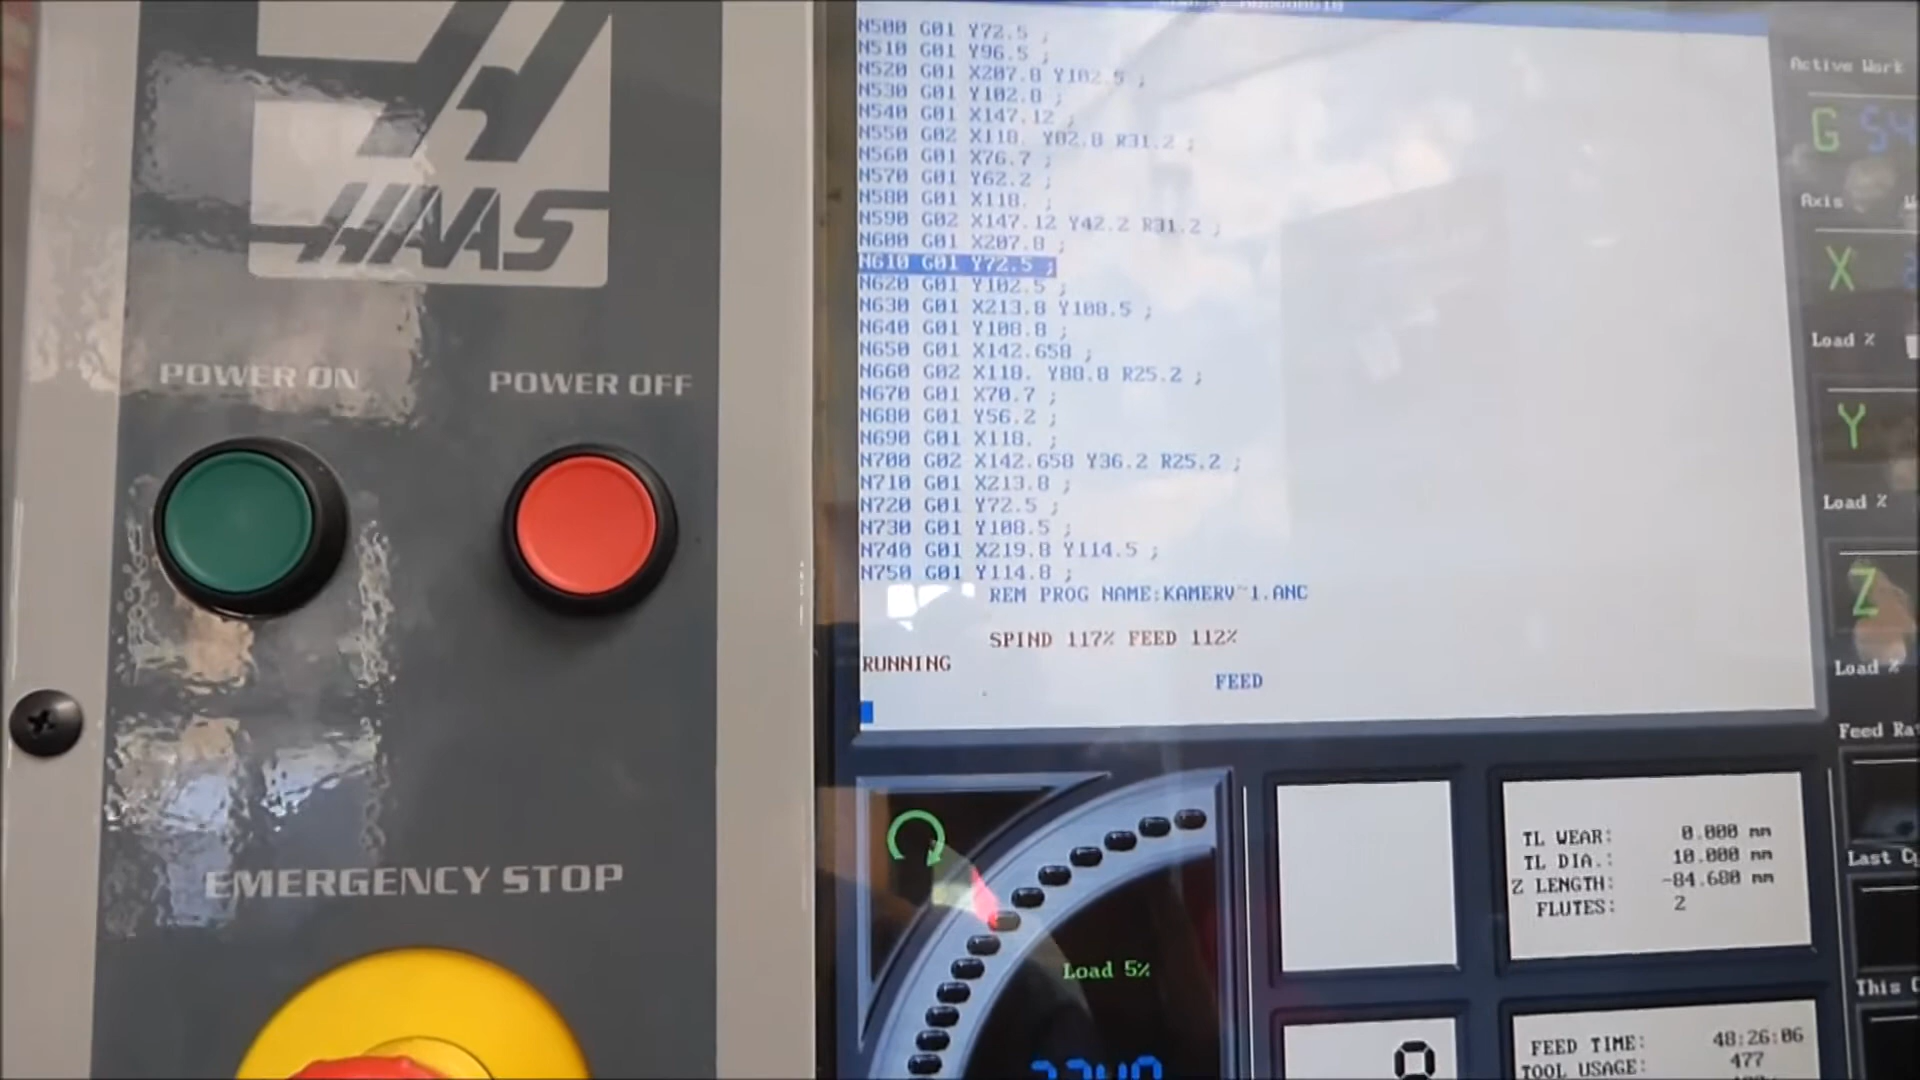 HAAS
POWER ON
POWER OFF
EMERGENCY STOP
N500 G01 Y72.5 ;
N510 G01 Y96.5 ;
N520 G01 X207.8 Y102.5 ;
N530 G01 Y102.8 ;
N540 G01 X147.12 ;
N550 G02 X118. Y82.8 R31.2 ;
N560 G01 X76.7 ;
N570 G01 Y62.2 ;
N580 G01 X118. ;
N590 G02 X147.12 Y42.2 R31.2 ;
N600 G01 X207.8 ;
N610 G01 Y72.5 ;
N620 G01 Y102.5 ;
N630 G01 X213.8 Y108.5 ;
N640 G01 Y108.8 ;
N650 G01 X142.658 ;
N660 G02 X118. Y88.8 R25.2 ;
N670 G01 X70.7 ;
N680 G01 Y56.2 ;
N690 G01 X118. ;
N700 G02 X142.658 Y36.2 R25.2 ;
N710 G01 X213.8 ;
N720 G01 Y72.5 ;
N730 G01 Y108.5 ;
N740 G01 X219.8 Y114.5 ;
N750 G01 Y114.8 ;
REM PROG NAME:KAMERV~1.ANC
SPIND 117% FEED 112%
RUNNING
FEED
Load 5%
TL WEAR: 0.000 mm
TL DIA.: 10.000 mm
Z LENGTH: -84.680 mm
FLUTES: 2
FEED TIME: 48:26:06
TOOL USAGE: 477
Active Work
G 54
Axis
X
Load %
Y
Load %
Z
Load %
Feed
Last
This